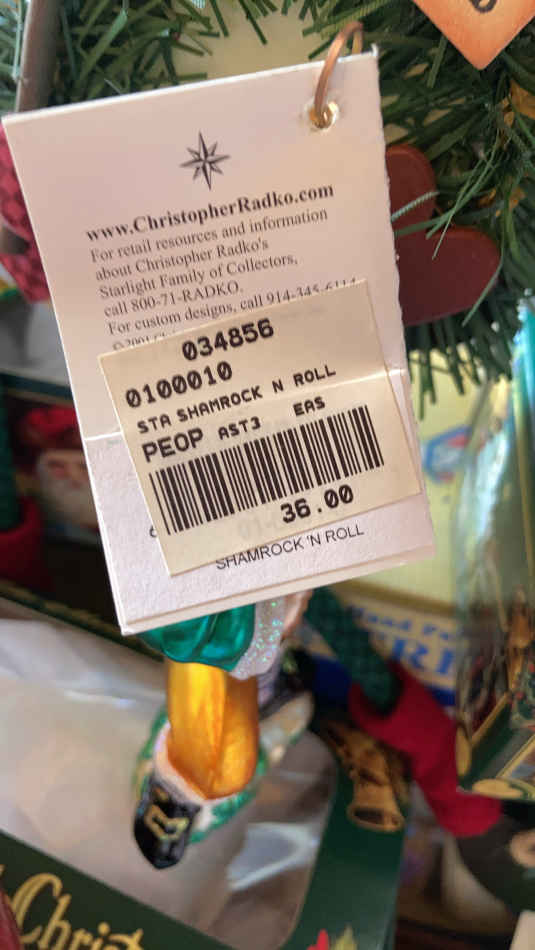 www.ChristopherRadko.com
For retail resources and information
about Christopher Radko's
Starlight Family of Collectors,
call 800-71-RADKO.
For custom designs, call 914-345-6114
034856
0100010
STA SHAMROCK N ROLL
PEOP AST3 EAS
36.00
SHAMROCK 'N ROLL
Christ